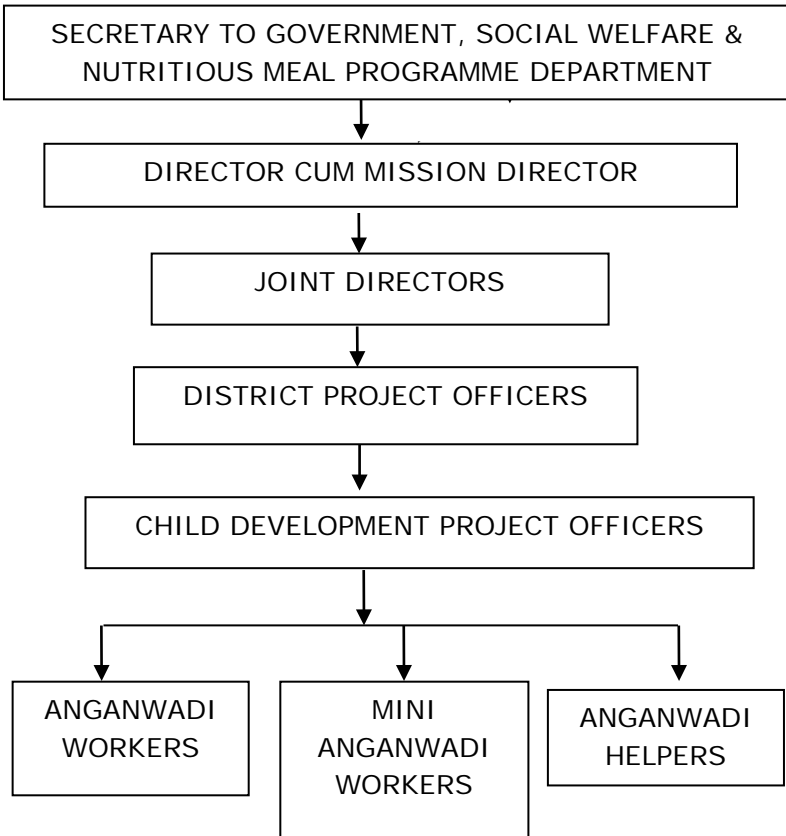 SECRETARY TO GOVERNMENT, SOCIAL WELFARE &
NUTRITIOUS MEAL PROGRAMME DEPARTMENT
DIRECTOR CUM MISSION DIRECTOR
JOINT DIRECTORS
DISTRICT PROJECT OFFICERS
CHILD DEVELOPMENT PROJECT OFFICERS
ANGANWADI
WORKERS
MINI
ANGANWADI
WORKERS
ANGANWADI
HELPERS